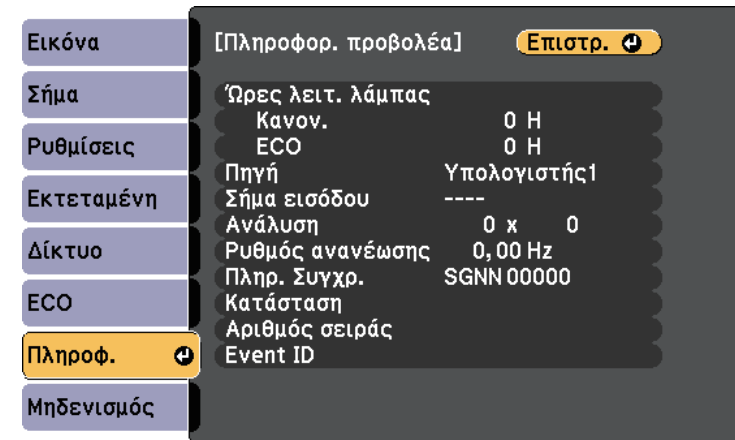 Εικόνα
Σήμα
Ρυθμίσεις
Εκτεταμένη
Δίκτυο
ECO
Πληροφ.
Μηδενισμός
[Πληροφορ. προβολέα] Επιστρ.
Ώρες λειτ. λάμπας
Κανον. 0 H
ECO 0 H
Πηγή Υπολογιστής1
Σήμα εισόδου ----
Ανάλυση 0 x 0
Ρυθμός ανανέωσης 0,00 Hz
Πληρ. Συγχρ. SGNN 00000
Κατάσταση
Αριθμός σειράς
Event ID